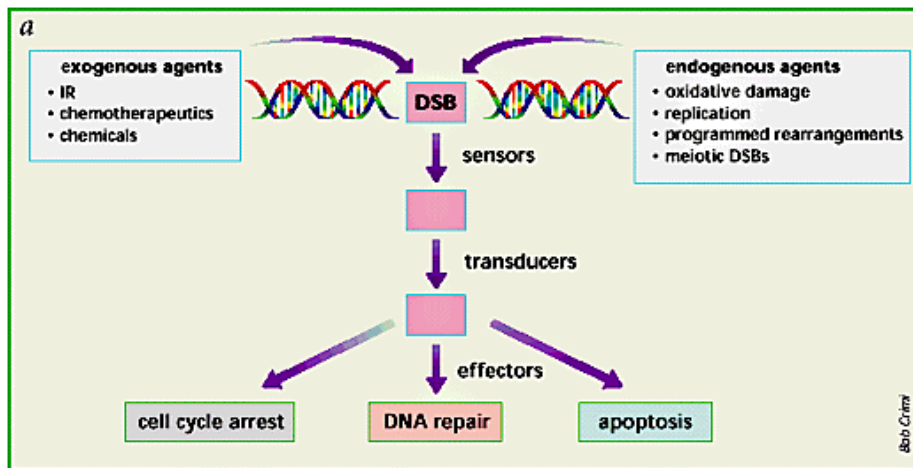 a
exogenous agents
• IR
• chemotherapeutics
• chemicals
DSB
endogenous agents
• oxidative damage
• replication
• programmed rearrangements
• meiotic DSBs
sensors
transducers
effectors
cell cycle arrest
DNA repair
apoptosis
Bob Crimi